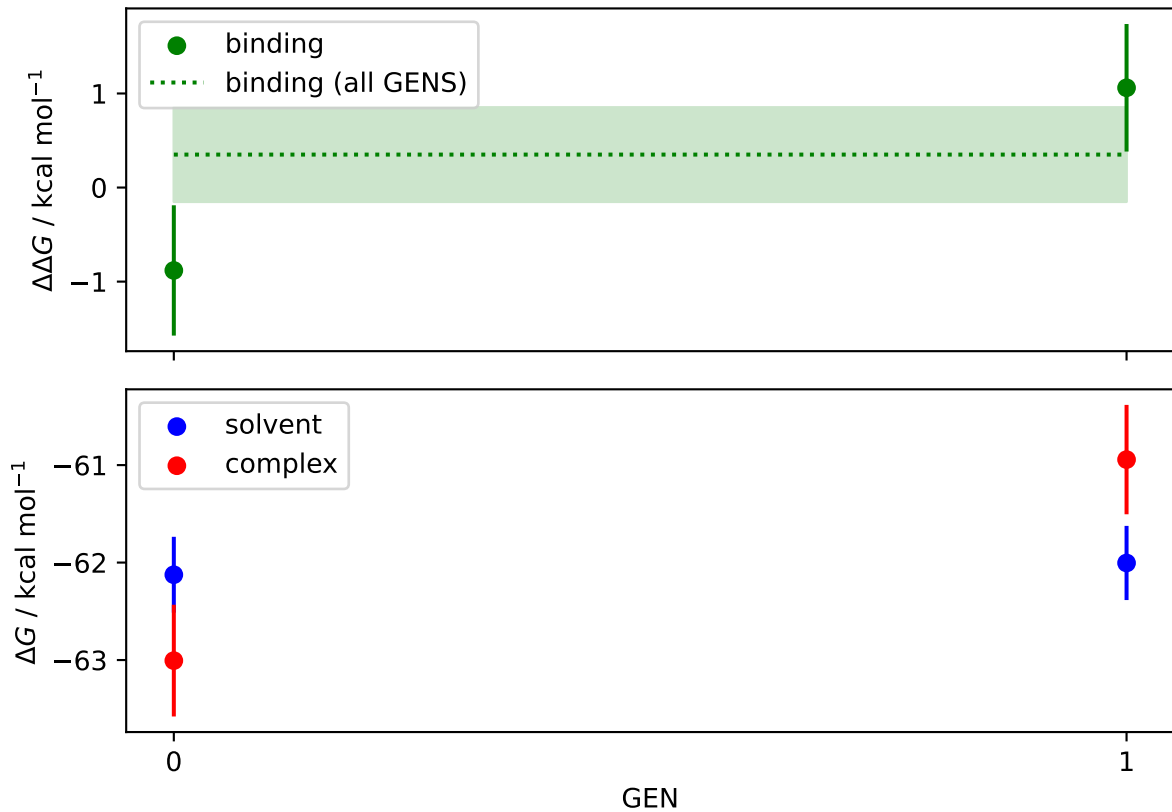 binding
binding (all GENS)
ΔΔG / kcal mol⁻¹
1
0
−1
solvent
complex
ΔG / kcal mol⁻¹
−61
−62
−63
0 1
GEN